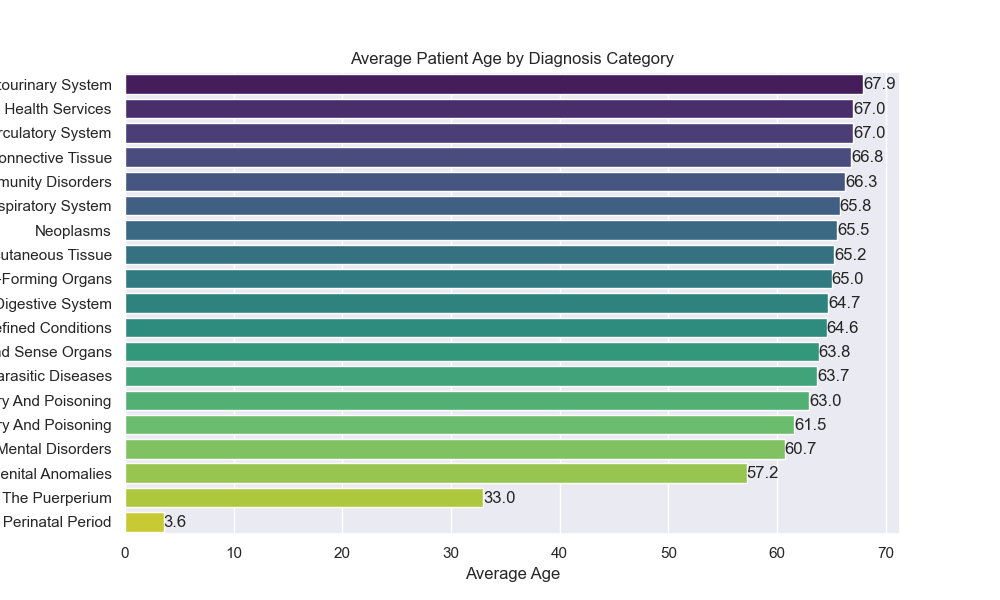 Average Patient Age by Diagnosis Category
tourinary System 67.9
Health Services 67.0
rculatory System 67.0
onnective Tissue 66.8
munity Disorders 66.3
spiratory System 65.8
Neoplasms 65.5
utaneous Tissue 65.2
-Forming Organs 65.0
Digestive System 64.7
efined Conditions 64.6
nd Sense Organs 63.8
arasitic Diseases 63.7
ry And Poisoning 63.0
ry And Poisoning 61.5
Mental Disorders 60.7
enital Anomalies 57.2
The Puerperium 33.0
Perinatal Period 3.6
0 10 20 30 40 50 60 70
Average Age